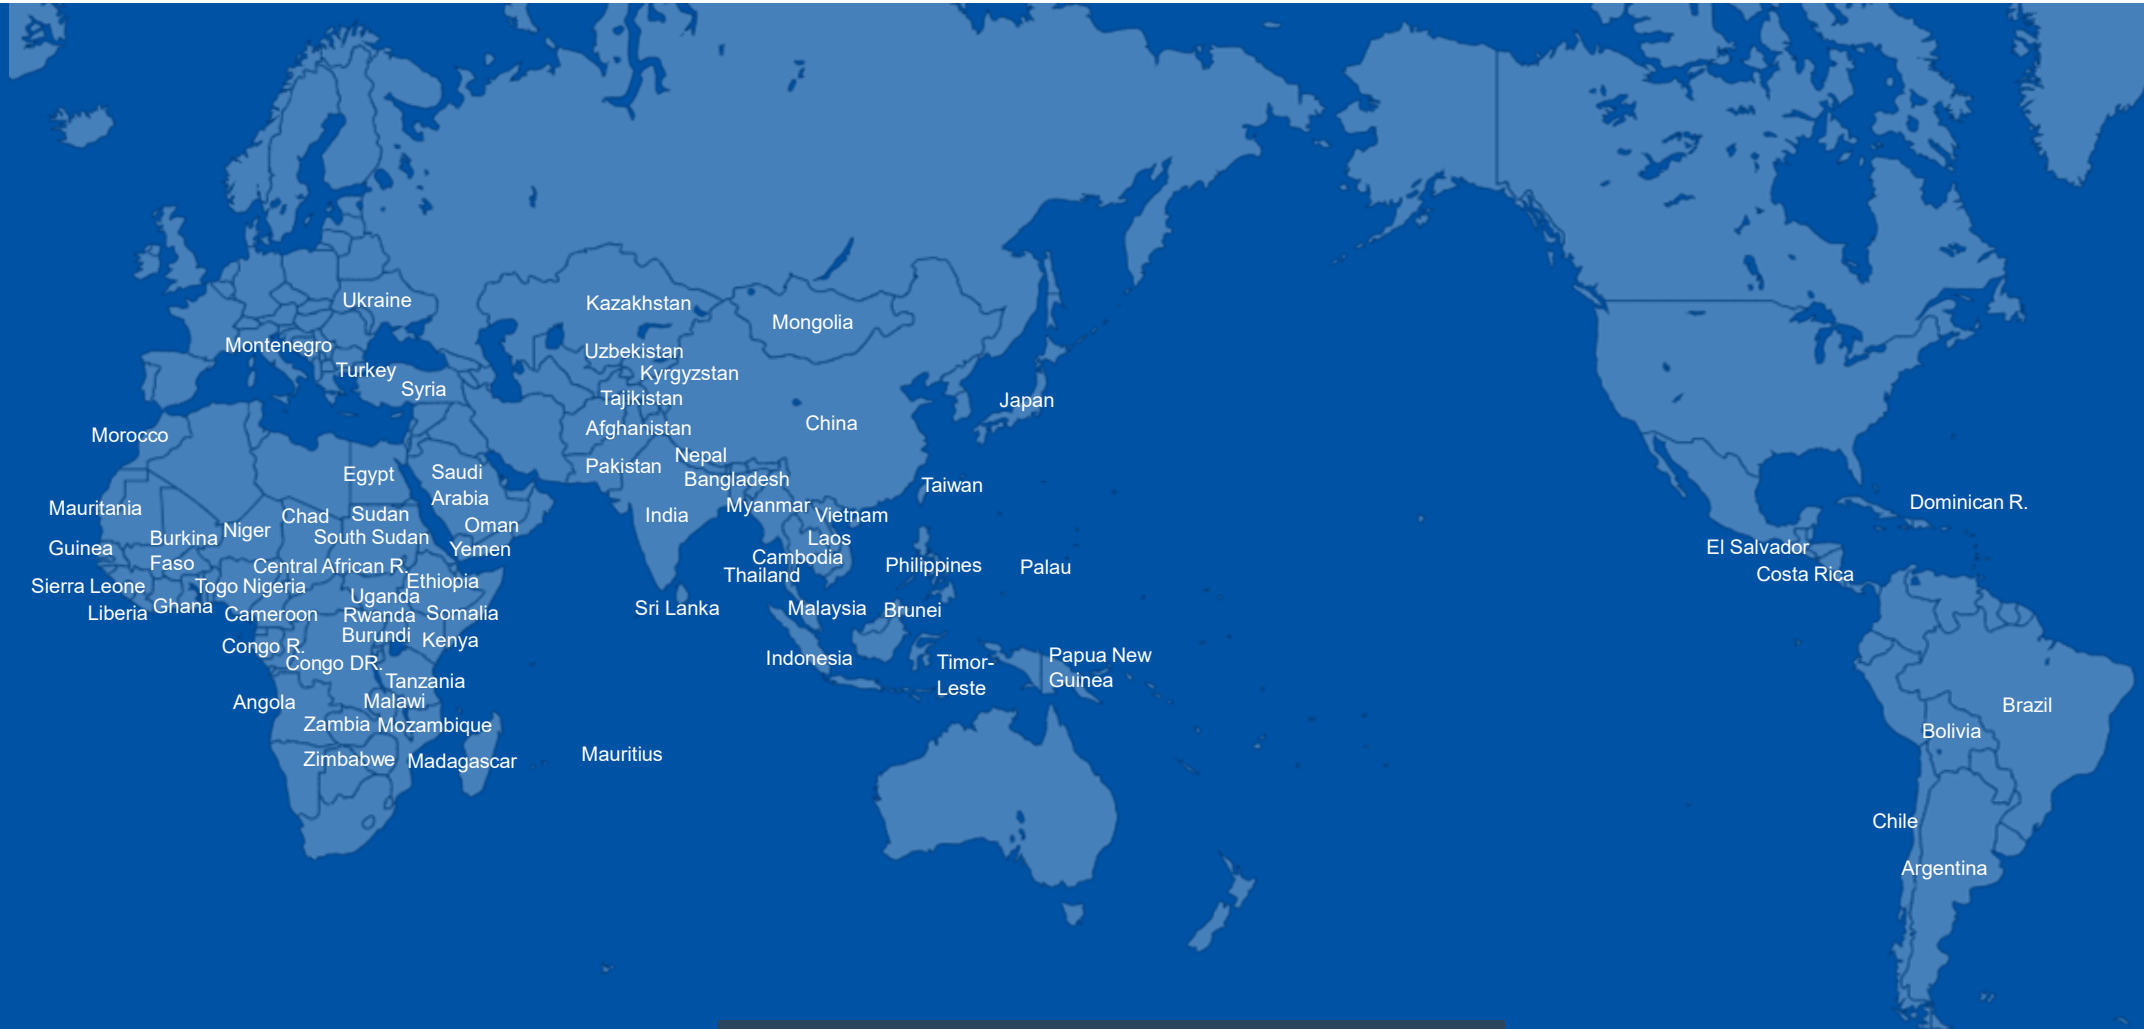 Ukraine
Kazakhstan
Mongolia
Montenegro
Uzbekistan
Turkey
Kyrgyzstan
Syria
Tajikistan
Japan
China
Afghanistan
Morocco
Nepal
Pakistan
Egypt
Saudi
Arabia
Bangladesh
Taiwan
Mauritania
Myanmar
Dominican R.
Chad
Sudan
India
Vietnam
Oman
Niger
Burkina
Faso
South Sudan
Laos
Guinea
Yemen
El Salvador
Cambodia
Central African R.
Philippines
Palau
Thailand
Costa Rica
Ethiopia
Sierra Leone
Togo
Nigeria
Uganda
Ghana
Sri Lanka
Malaysia
Brunei
Liberia
Cameroon
Rwanda
Somalia
Burundi
Kenya
Congo R.
Congo DR.
Indonesia
Timor-
Leste
Papua New
Guinea
Tanzania
Angola
Malawi
Brazil
Zambia
Mozambique
Bolivia
Mauritius
Zimbabwe
Madagascar
Chile
Argentina